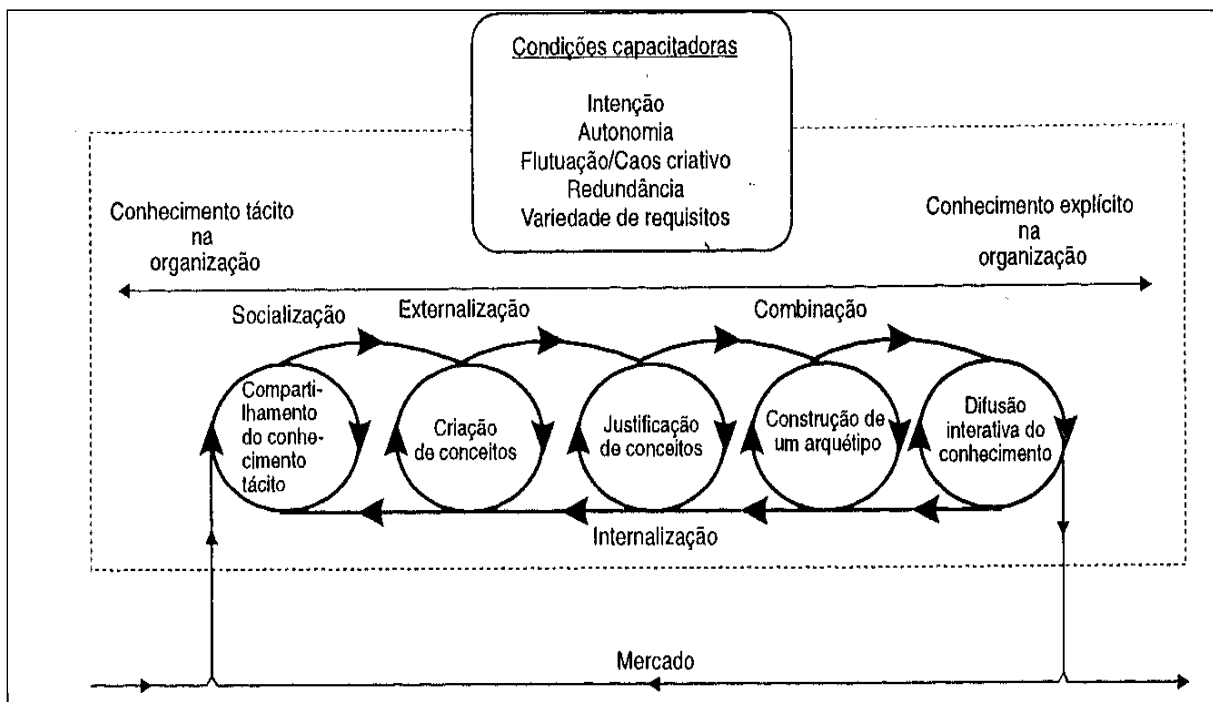 Condições capacitadoras
Intenção
Autonomia
Flutuação/Caos criativo
Redundância
Variedade de requisitos
Conhecimento tácito
na
organização
Conhecimento explícito
na
organização
Socialização
Externalização
Combinação
Comparti-
lhamento
do conhe-
cimento
tácito
Criação
de conceitos
Justificação
de conceitos
Construção de
um arquétipo
Difusão
interativa do
conhecimento
Internalização
Mercado